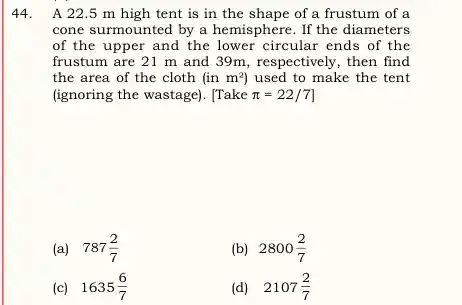 44. A 22.5 m high tent is in the shape of a frustum of a
cone surmounted by a hemisphere. If the diameters
of the upper and the lower circular ends of the
frustum are 21 m and 39m, respectively, then find
the area of the cloth (in m²) used to make the tent
(ignoring the wastage). [Take π = 22/7]
(a) 787 2/7 (b) 2800 2/7
(c) 1635 6/7 (d) 2107 2/7